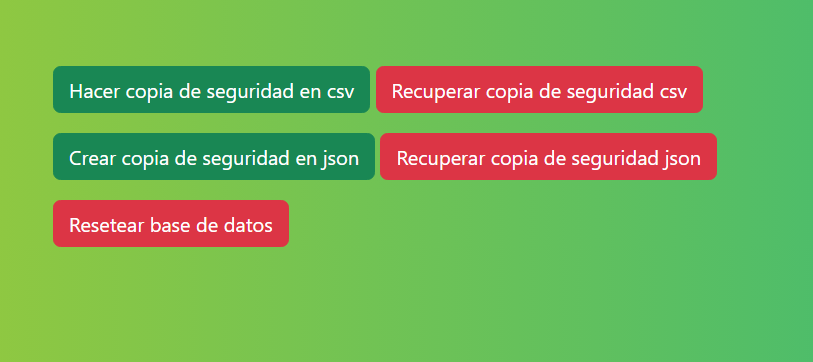 Hacer copia de seguridad en csv Recuperar copia de seguridad csv
Crear copia de seguridad en json Recuperar copia de seguridad json
Resetear base de datos